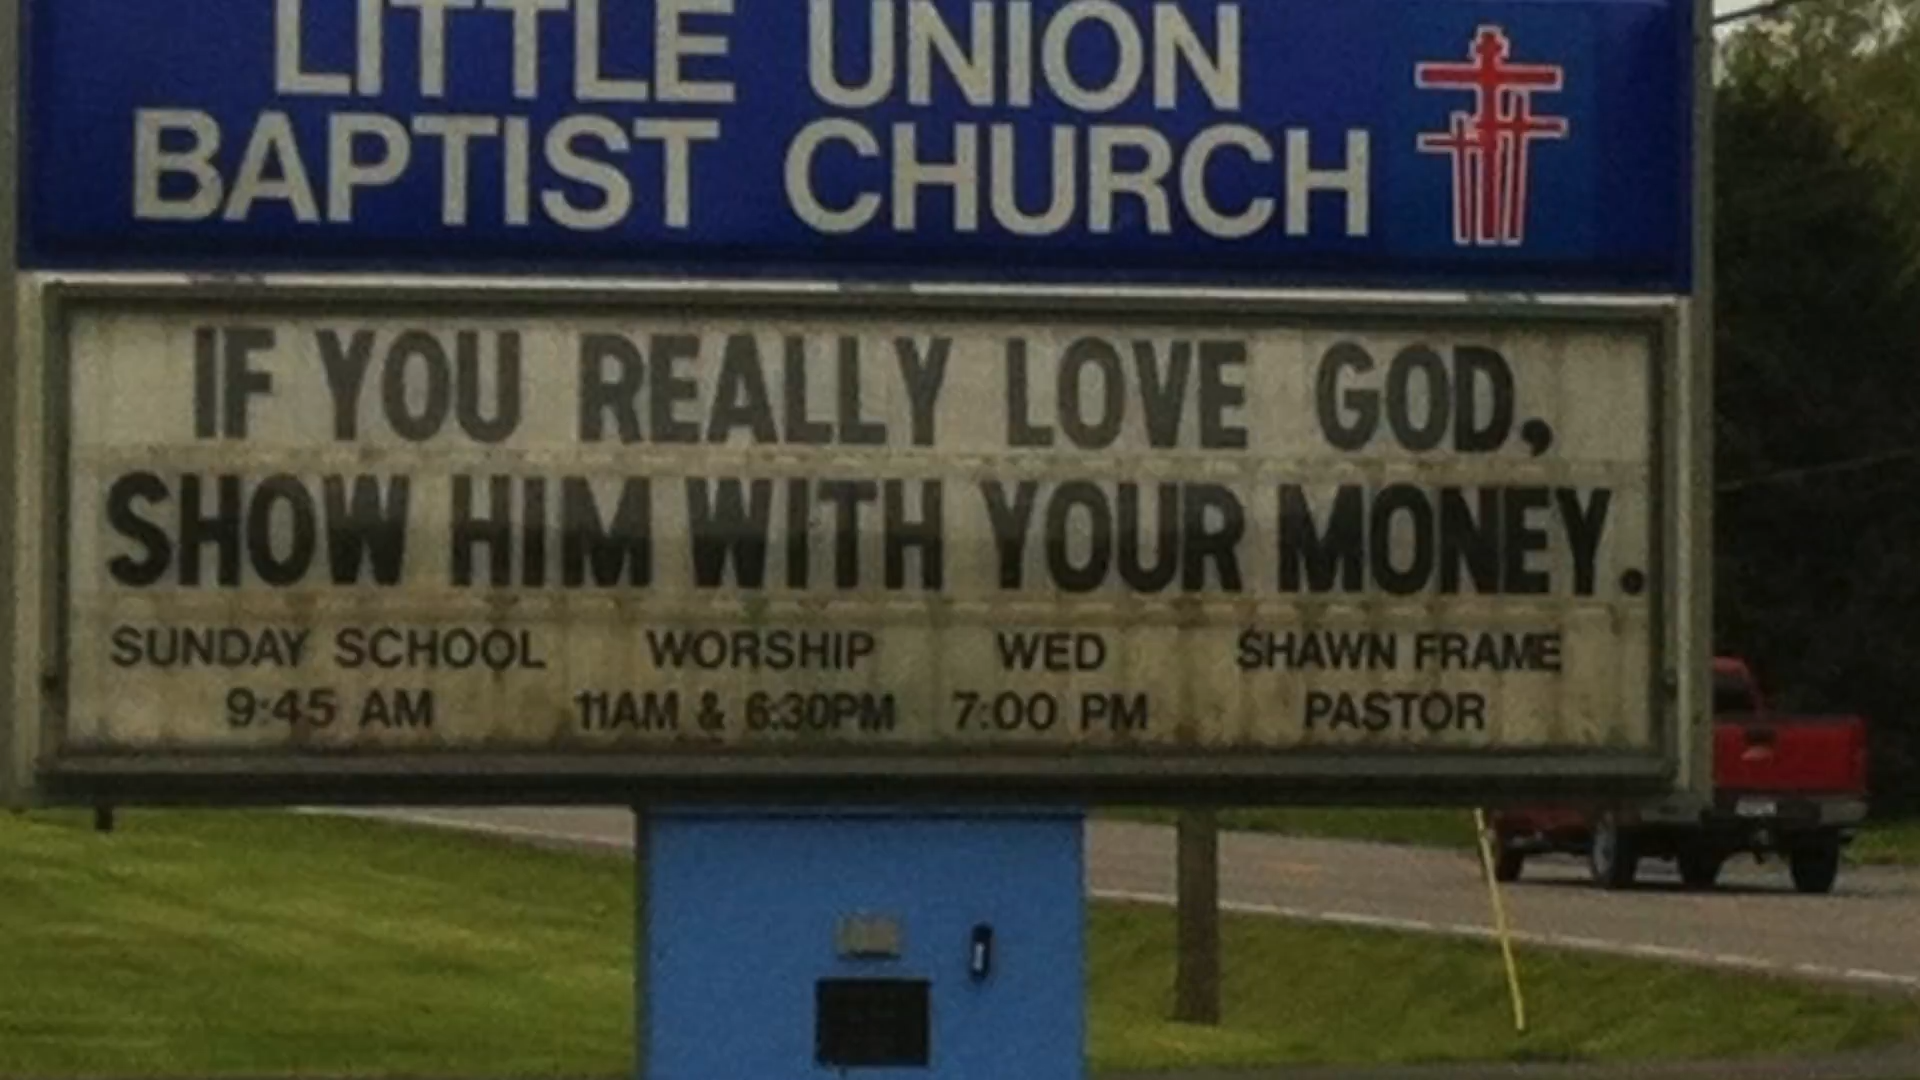 LITTLE UNION
BAPTIST CHURCH
IF YOU REALLY LOVE GOD,
SHOW HIM WITH YOUR MONEY.
SUNDAY SCHOOL WORSHIP WED SHAWN FRAME
9:45 AM 11AM & 6:30PM 7:00 PM PASTOR